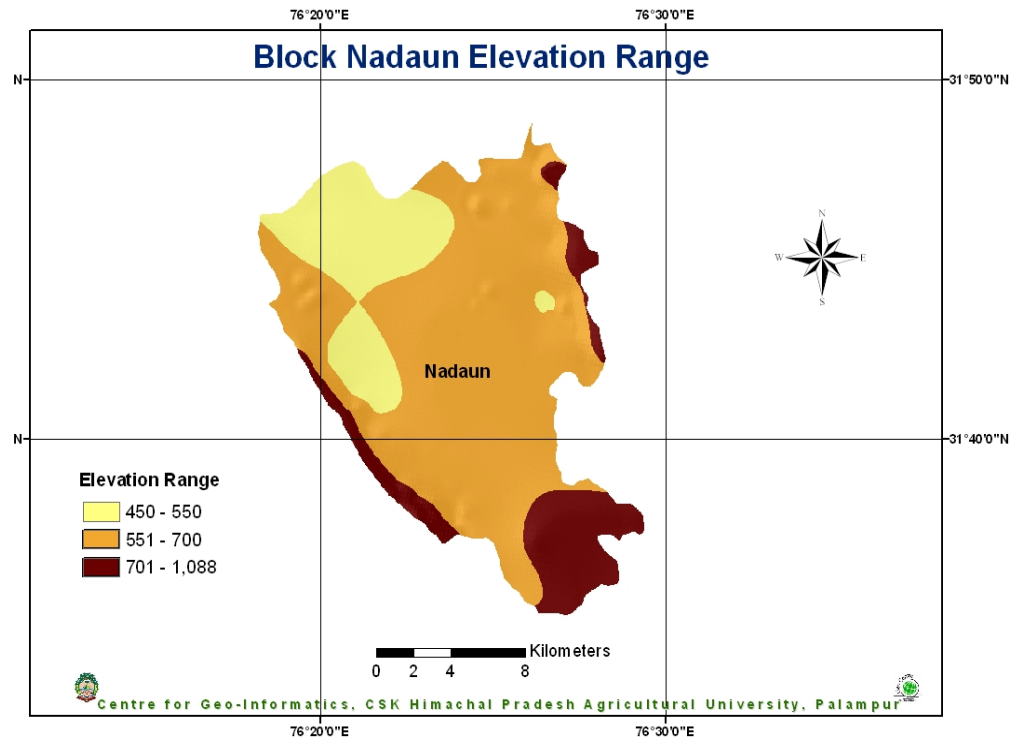 76°20'0"E 76°30'0"E
Block Nadaun Elevation Range
N 31°50'0"N
N
W E
S
Nadaun
N 31°40'0"N
Elevation Range
450 - 550
551 - 700
701 - 1,088
Kilometers
0 2 4 8
Centre for Geo-Informatics, CSK Himachal Pradesh Agricultural University, Palampur
76°20'0"E 76°30'0"E